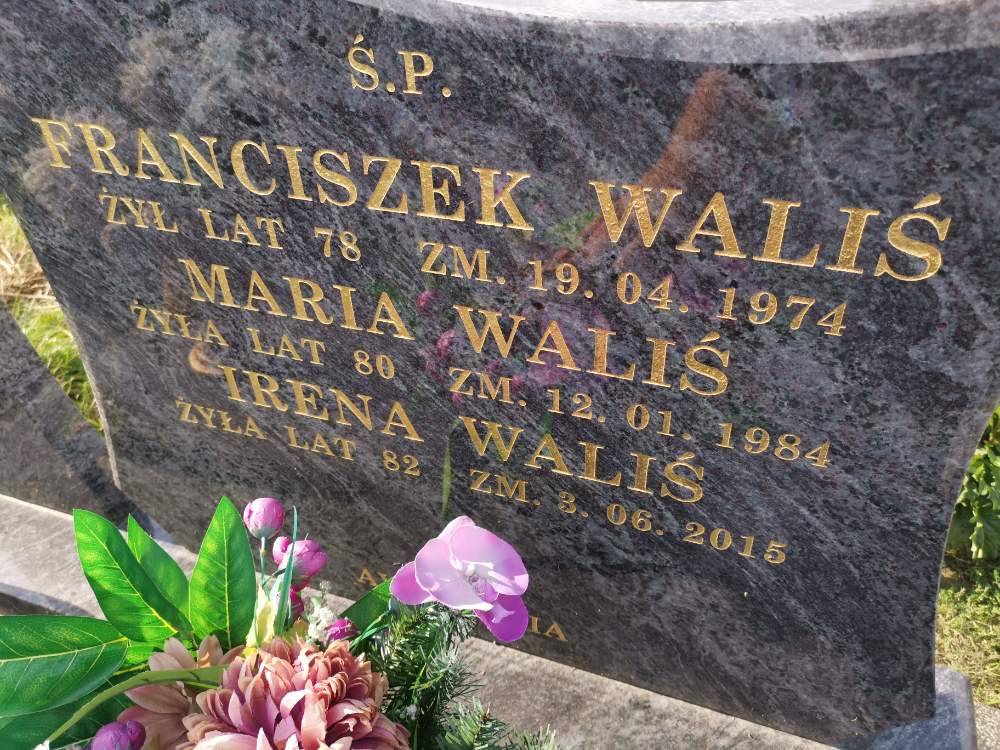 Ś.P.
FRANCISZEK WALIŚ
ŻYŁ LAT 78 ZM. 19. 04. 1974
MARIA WALIŚ
ŻYŁA LAT 80 ZM. 12. 01. 1984
IRENA WALIŚ
ŻYŁA LAT 82 ZM. 3. 06. 2015